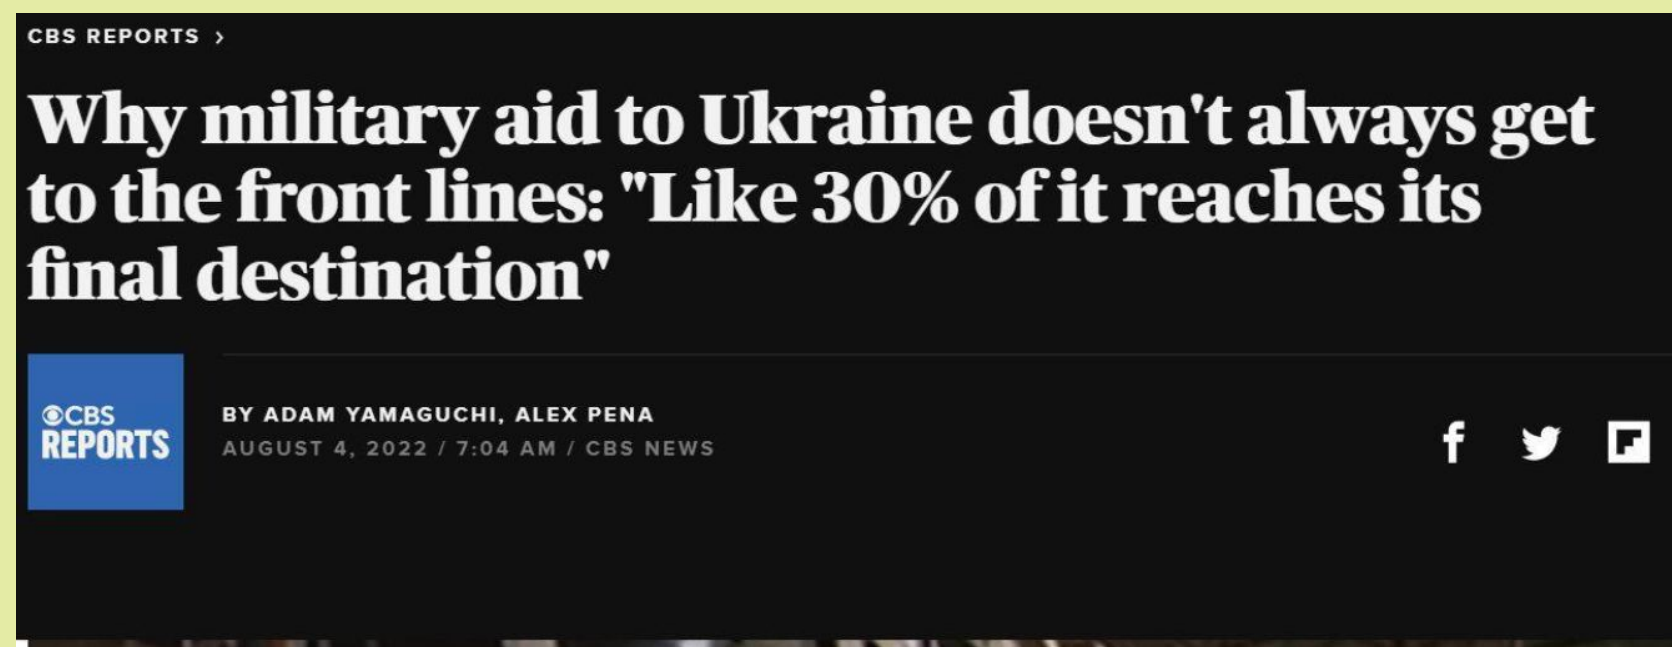 CBS REPORTS >
Why military aid to Ukraine doesn't always get
to the front lines: "Like 30% of it reaches its
final destination"
CBS
REPORTS
BY ADAM YAMAGUCHI, ALEX PENA
AUGUST 4, 2022 / 7:04 AM / CBS NEWS